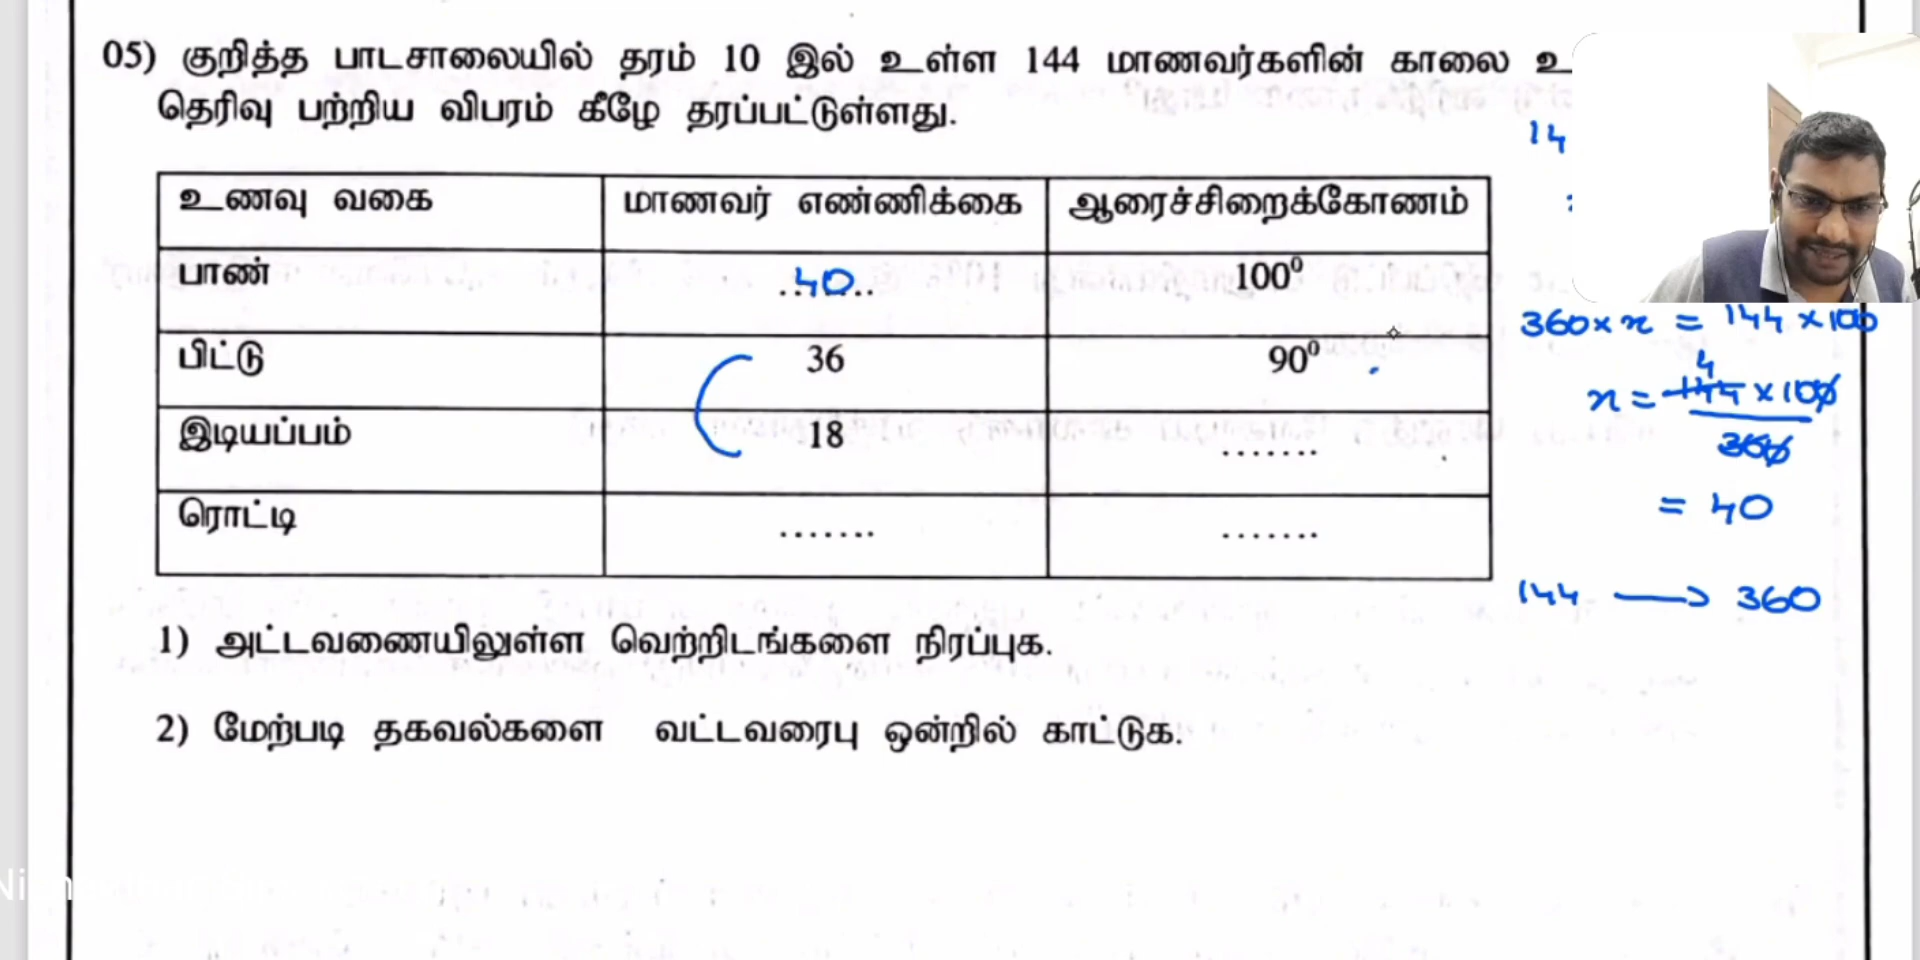 05) குறித்த பாடசாலையில் தரம் 10 இல் உள்ள 144 மாணவர்களின் காலை உ
தெரிவு பற்றிய விபரம் கீழே தரப்பட்டுள்ளது.
14
உணவு வகை மாணவர் எண்ணிக்கை ஆரைச்சிறைக்கோணம்
பாண் 40 100⁰
360 × x = 144 × 100
பிட்டு 36 90⁰
4
x = 144 × 100
360
இடியப்பம் 18 .......
= 40
ரொட்டி ....... .......
144 → 360
1) அட்டவணையிலுள்ள வெற்றிடங்களை நிரப்புக.
2) மேற்படி தகவல்களை வட்டவரைபு ஒன்றில் காட்டுக.